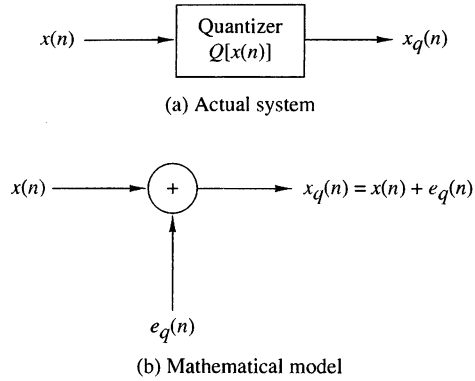 x(n)
Quantizer
Q[x(n)]
x_q(n)
(a) Actual system
x(n)
+
x_q(n) = x(n) + e_q(n)
e_q(n)
(b) Mathematical model